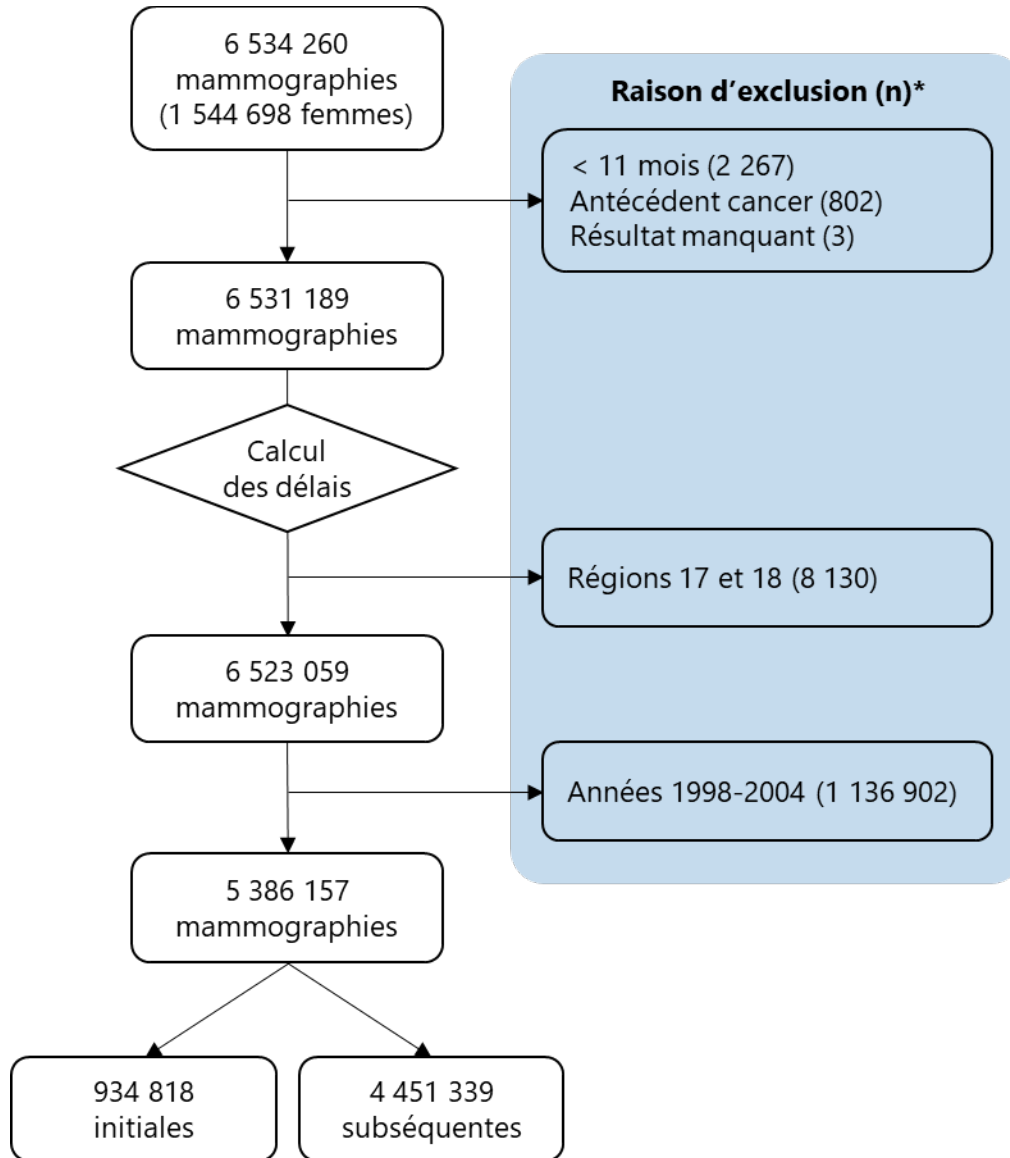 6 534 260
mammographies
(1 544 698 femmes)
Raison d’exclusion (n)*
< 11 mois (2 267)
Antécédent cancer (802)
Résultat manquant (3)
6 531 189
mammographies
Calcul
des délais
Régions 17 et 18 (8 130)
6 523 059
mammographies
Années 1998-2004 (1 136 902)
5 386 157
mammographies
934 818
initiales
4 451 339
subséquentes